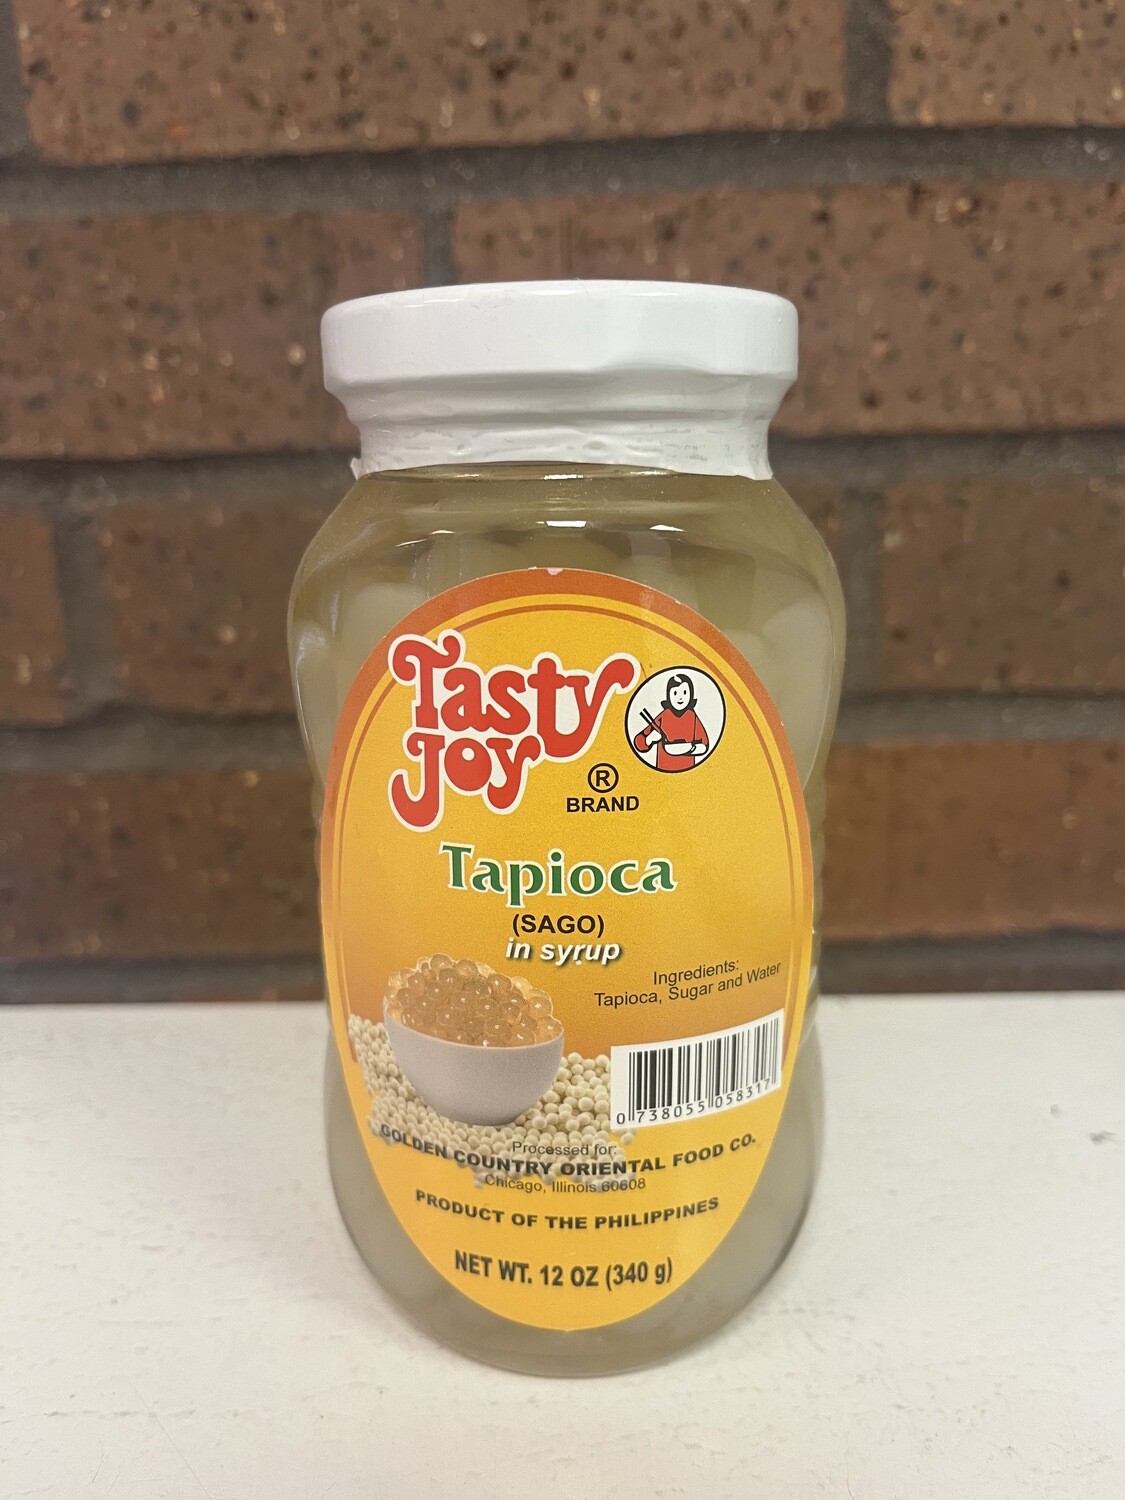 Tasty
Joy
®
BRAND
Tapioca
(SAGO)
in syrup
Ingredients:
Tapioca, Sugar and Water
0 738055 058317
Processed for:
GOLDEN COUNTRY ORIENTAL FOOD CO.
Chicago, Illinois 60608
PRODUCT OF THE PHILIPPINES
NET WT. 12 OZ (340 g)